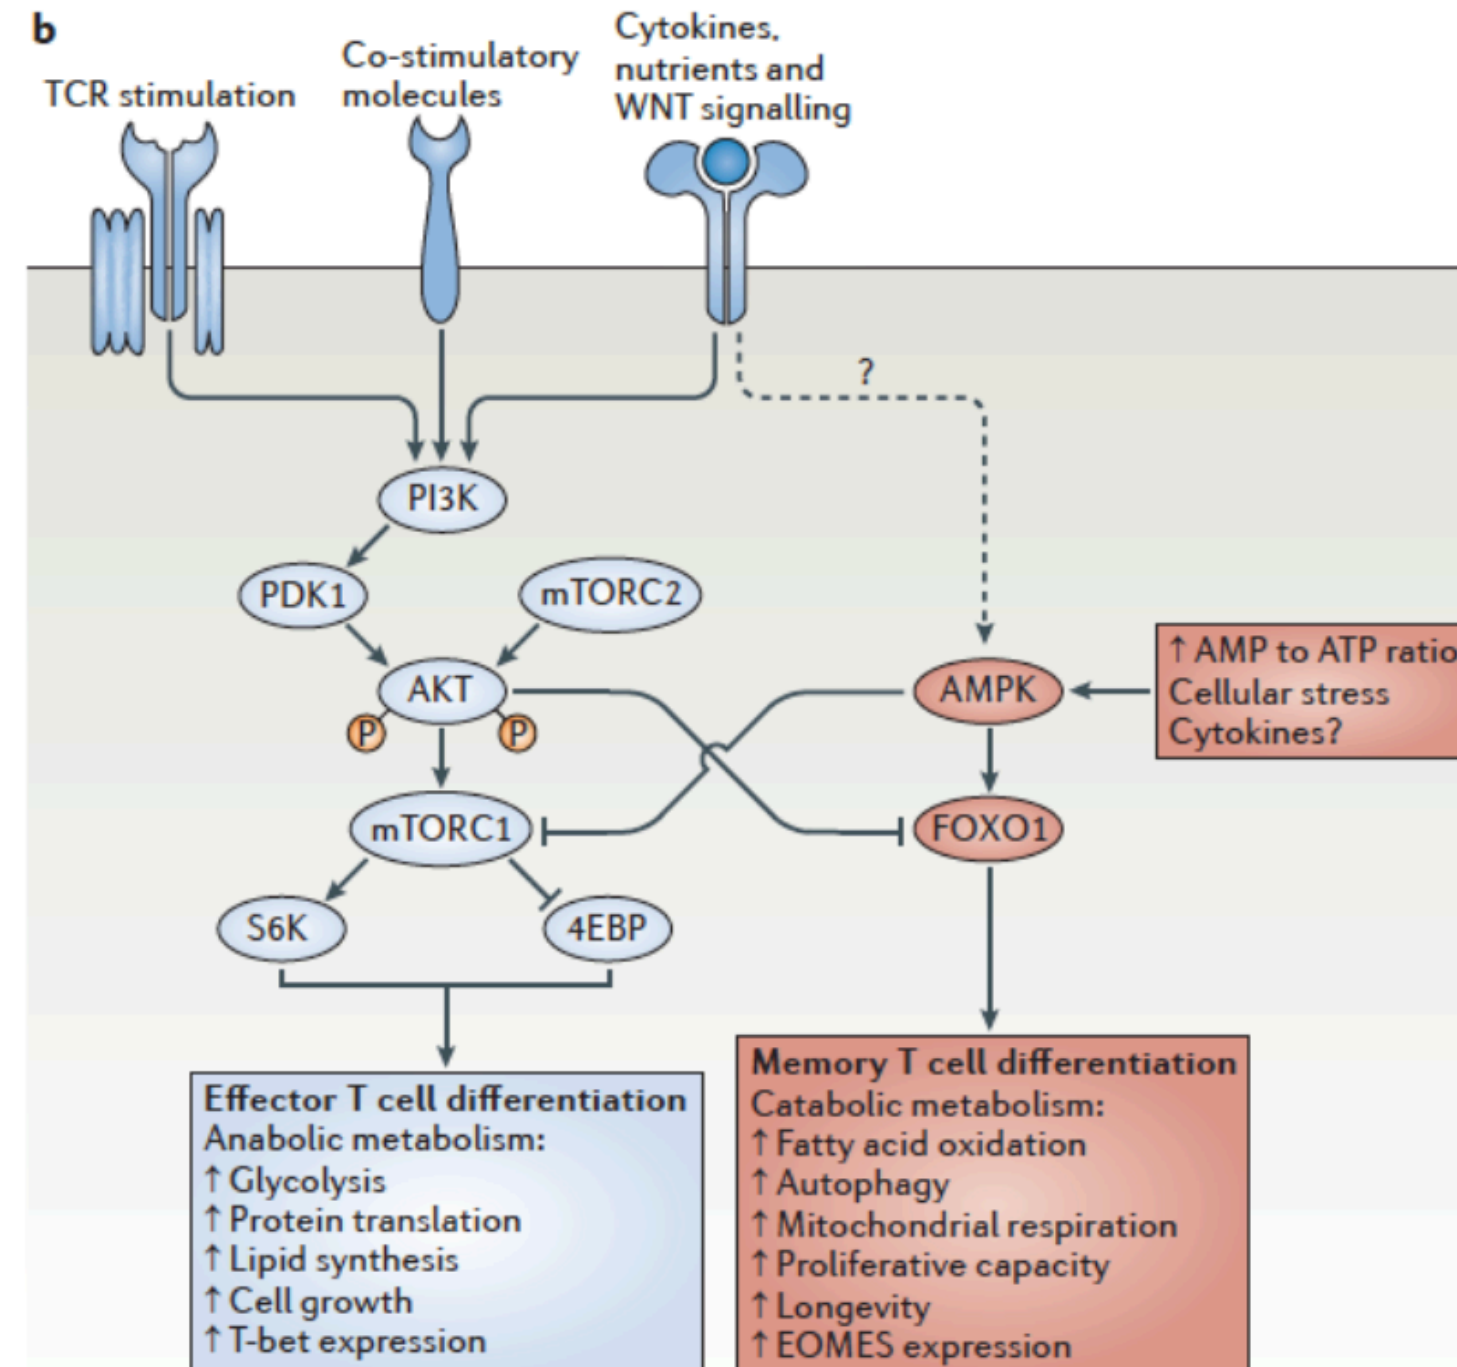 b
TCR stimulation
Co-stimulatory
molecules
Cytokines,
nutrients and
WNT signalling
?
PI3K
PDK1
mTORC2
AKT
P
P
AMPK
↑ AMP to ATP ratio
Cellular stress
Cytokines?
mTORC1
FOXO1
S6K
4EBP
Effector T cell differentiation
Anabolic metabolism:
↑ Glycolysis
↑ Protein translation
↑ Lipid synthesis
↑ Cell growth
↑ T-bet expression
Memory T cell differentiation
Catabolic metabolism:
↑ Fatty acid oxidation
↑ Autophagy
↑ Mitochondrial respiration
↑ Proliferative capacity
↑ Longevity
↑ EOMES expression